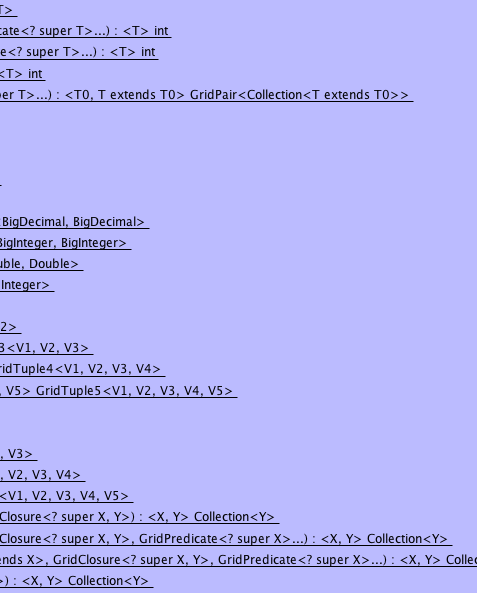 T>
cate<? super T>...) : <T> int
e<? super T>...) : <T> int
<T> int
per T>...) : <T0, T extends T0> GridPair<Collection<T extends T0>>
<BigDecimal, BigDecimal>
BigInteger, BigInteger>
uble, Double>
Integer>
2>
3<V1, V2, V3>
ridTuple4<V1, V2, V3, V4>
, V5> GridTuple5<V1, V2, V3, V4, V5>
, V3>
, V2, V3, V4>
<V1, V2, V3, V4, V5>
Closure<? super X, Y>) : <X, Y> Collection<Y>
Closure<? super X, Y>, GridPredicate<? super X>...) : <X, Y> Collection<Y>
ends X>, GridClosure<? super X, Y>, GridPredicate<? super X>...) : <X, Y> Collec
>) : <X, Y> Collection<Y>